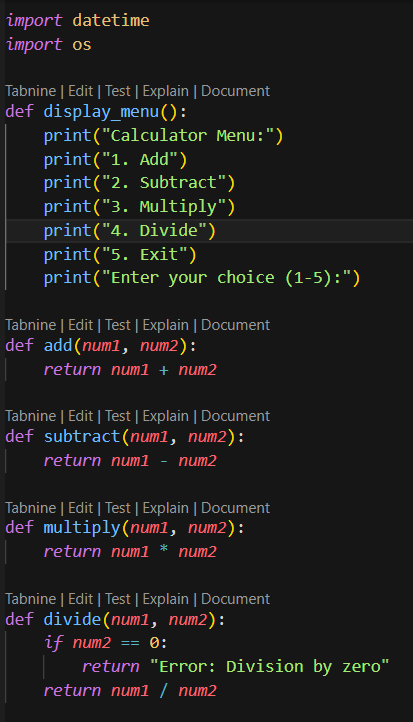 import datetime
import os
Tabnine | Edit | Test | Explain | Document
def display_menu():
    print("Calculator Menu:")
    print("1. Add")
    print("2. Subtract")
    print("3. Multiply")
    print("4. Divide")
    print("5. Exit")
    print("Enter your choice (1-5):")
Tabnine | Edit | Test | Explain | Document
def add(num1, num2):
    return num1 + num2
Tabnine | Edit | Test | Explain | Document
def subtract(num1, num2):
    return num1 - num2
Tabnine | Edit | Test | Explain | Document
def multiply(num1, num2):
    return num1 * num2
Tabnine | Edit | Test | Explain | Document
def divide(num1, num2):
    if num2 == 0:
        return "Error: Division by zero"
    return num1 / num2